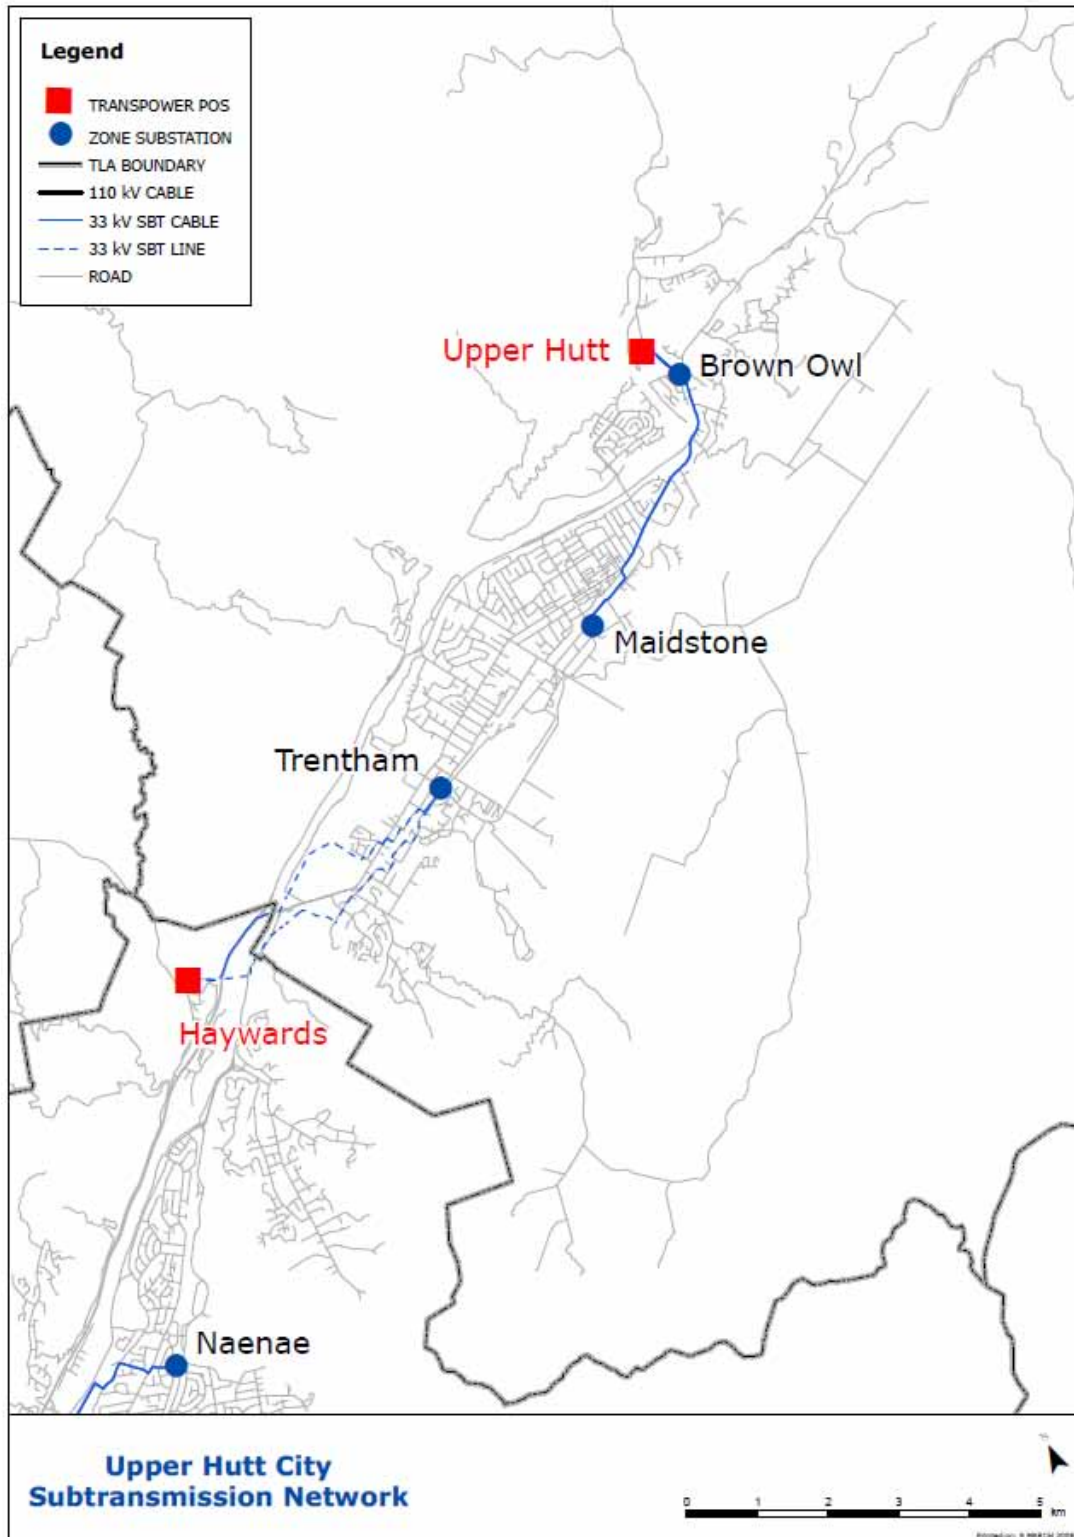 Legend
TRANSPOWER POS
ZONE SUBSTATION
TLA BOUNDARY
110 kV CABLE
33 kV SBT CABLE
33 kV SBT LINE
ROAD
Upper Hutt
Brown Owl
Maidstone
Trentham
Haywards
Naenae
Upper Hutt City
Subtransmission Network
0 1 2 3 4 5
km